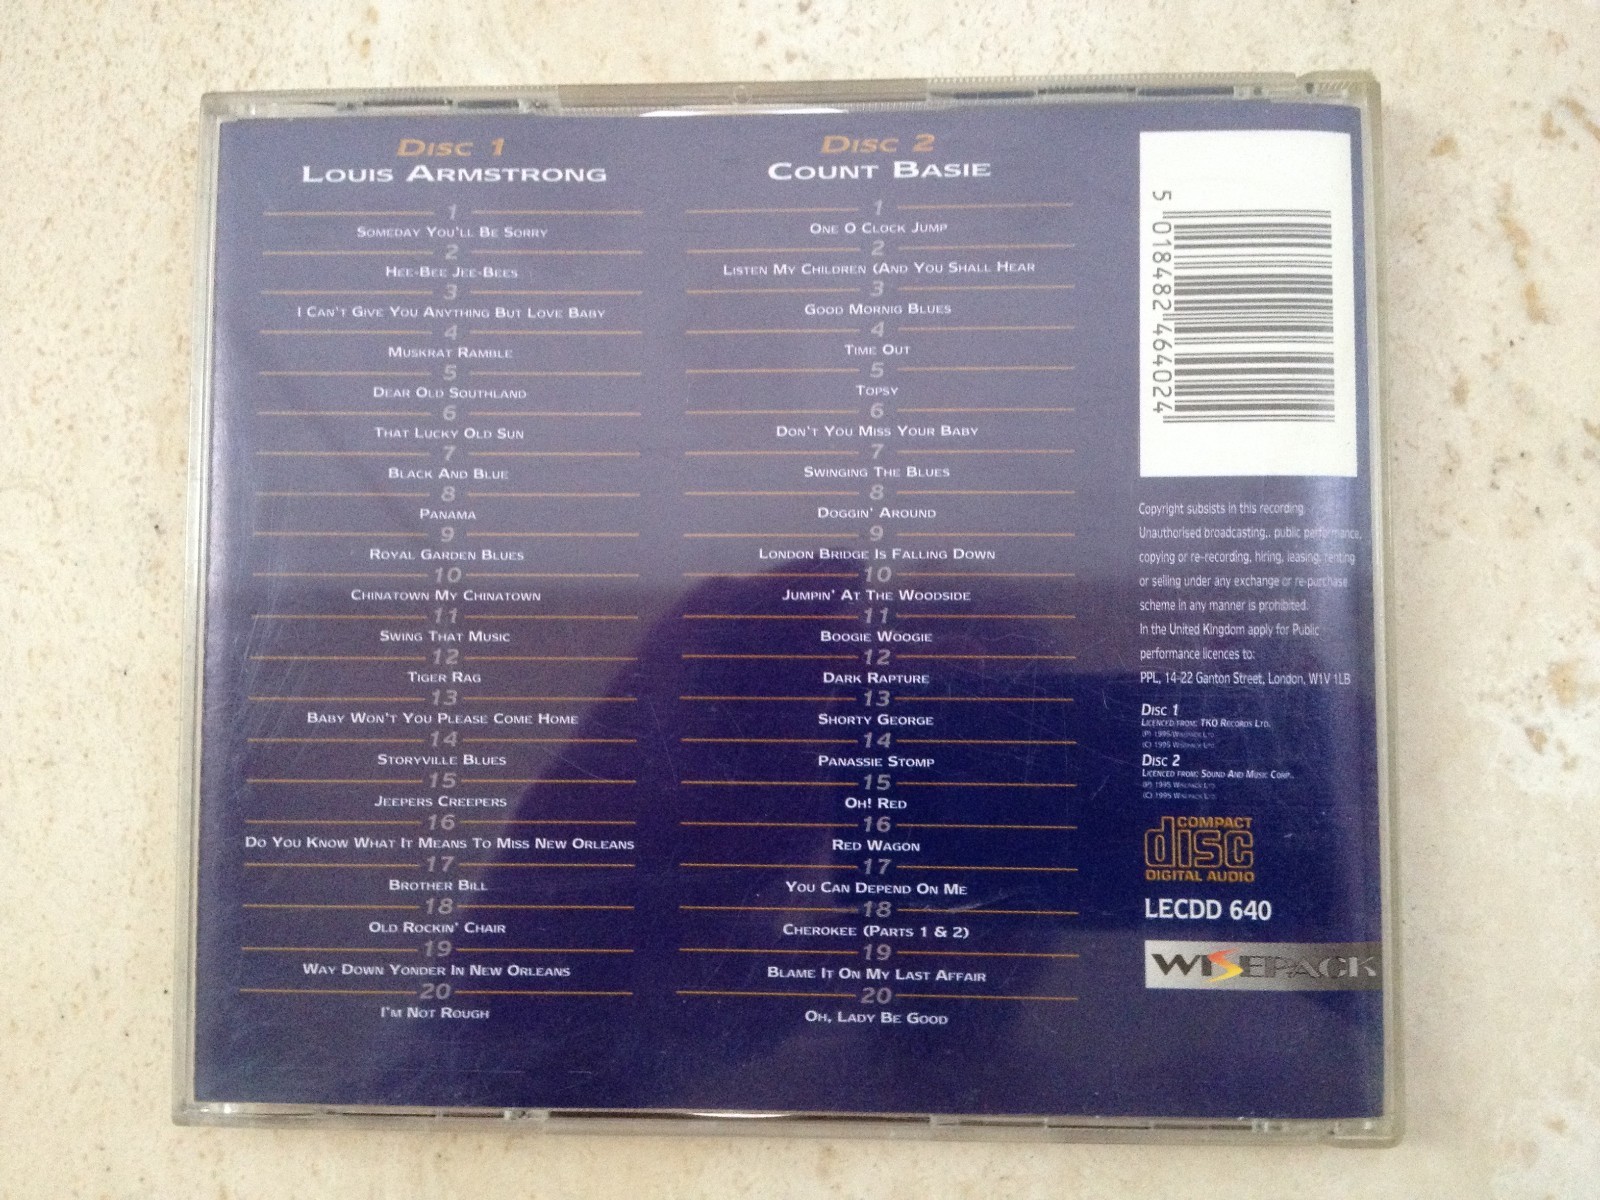 Disc 1
Louis Armstrong
1
Someday You'll Be Sorry
2
Hee-Bee Jee-Bees
3
I Can't Give You Anything But Love Baby
4
Muskrat Ramble
5
Dear Old Southland
6
That Lucky Old Sun
7
Black And Blue
8
Panama
9
Royal Garden Blues
10
Chinatown My Chinatown
11
Swing That Music
12
Tiger Rag
13
Baby Won't You Please Come Home
14
Storyville Blues
15
Jeepers Creepers
16
Do You Know What It Means To Miss New Orleans
17
Brother Bill
18
Old Rockin' Chair
19
Way Down Yonder In New Orleans
20
I'm Not Rough
Disc 2
Count Basie
1
One O Clock Jump
2
Listen My Children (And You Shall Hear
3
Good Mornig Blues
4
Time Out
5
Topsy
6
Don't You Miss Your Baby
7
Swinging The Blues
8
Doggin' Around
9
London Bridge Is Falling Down
10
Jumpin' At The Woodside
11
Boogie Woogie
12
Dark Rapture
13
Shorty George
14
Panassie Stomp
15
Oh! Red
16
Red Wagon
17
You Can Depend On Me
18
Cherokee (Parts 1 & 2)
19
Blame It On My Last Affair
20
Oh, Lady Be Good
5 018482 464024
Copyright subsists in this recording.
Unauthorised broadcasting,. public performance,
copying or re-recording, hiring, leasing, renting
or selling under any exchange or re-purchase
scheme in any manner is prohibited.
In the United Kingdom apply for Public
performance licences to:
PPL, 14-22 Ganton Street, London, W1V 1LB
Disc 1
Licenced from: TKO Records Ltd.
(P) 1995 Wisepack Ltd
(C) 1995 Wisepack Ltd.
Disc 2
Licenced from: Sound And Music Corp..
(P) 1995 Wisepack Ltd
(C) 1995 Wisepack Ltd.
COMPACT
disc
DIGITAL AUDIO
LECDD 640
WISEPACK